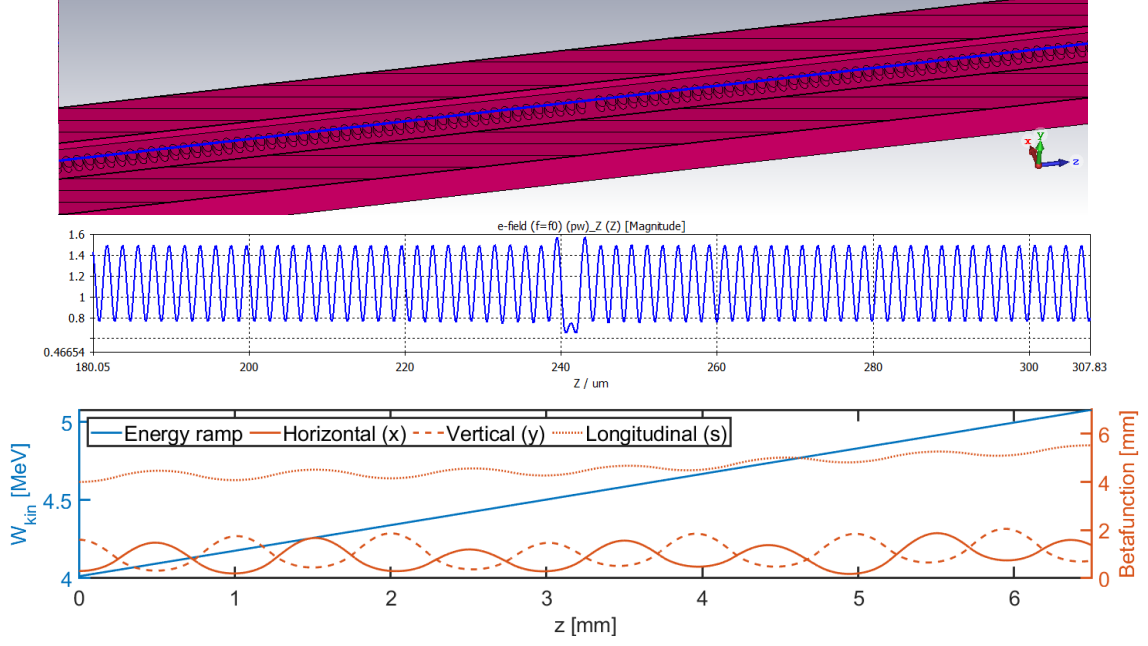 x
y
z
e-field (f=f0) (pw)_Z (Z) [Magnitude]
1.6
1.4
1.2
1
0.8
0.46654
180.05
200
220
240
260
280
300
307.83
Z / um
Energy ramp
Horizontal (x)
Vertical (y)
Longitudinal (s)
5
4.5
4
W_kin [MeV]
6
4
2
0
Betafunction [mm]
0
1
2
3
4
5
6
z [mm]